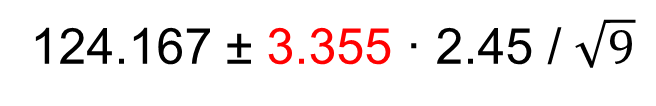 124.167 ± 3.355 · 2.45 / √9